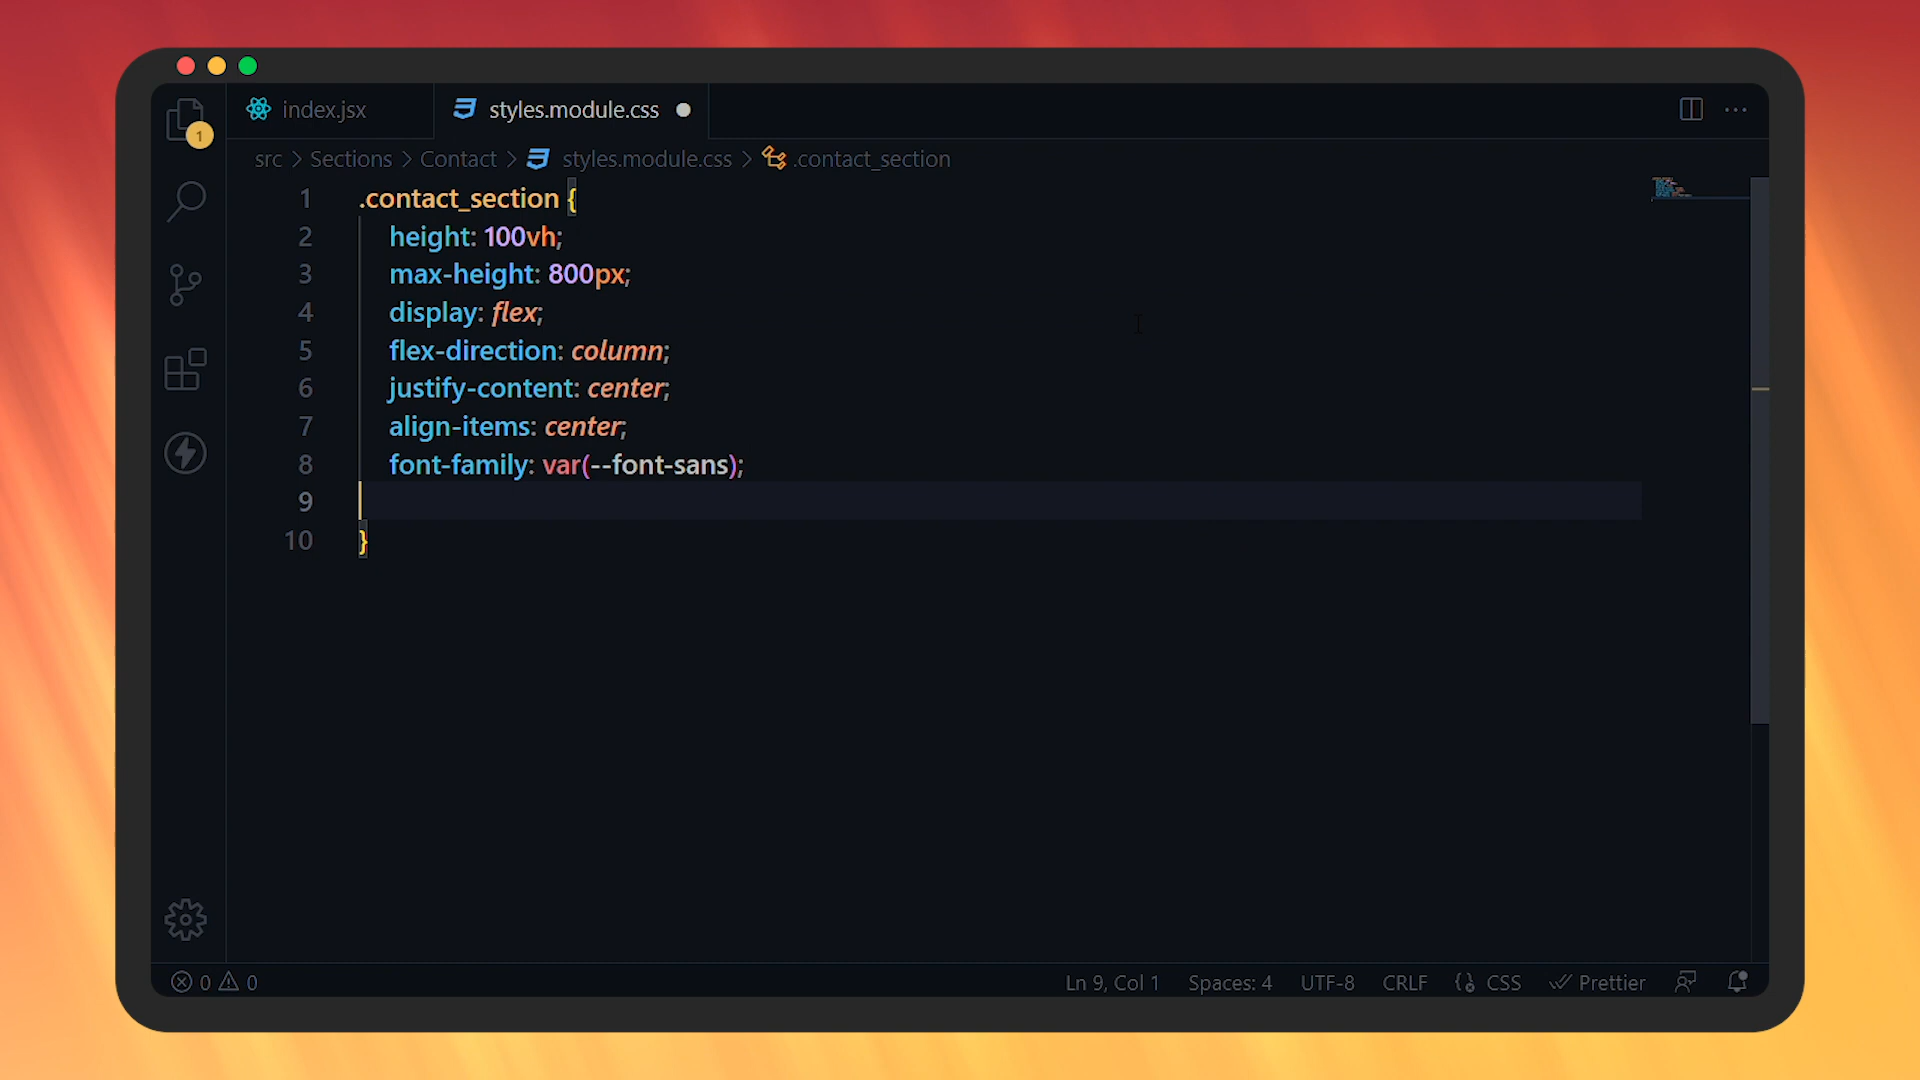 index.jsx
styles.module.css
1
src > Sections > Contact > styles.module.css > .contact_section
1 .contact_section {
2 height: 100vh;
3 max-height: 800px;
4 display: flex;
5 flex-direction: column;
6 justify-content: center;
7 align-items: center;
8 font-family: var(--font-sans);
9
10 }
0 0 Ln 9, Col 1 Spaces: 4 UTF-8 CRLF {} CSS Prettier